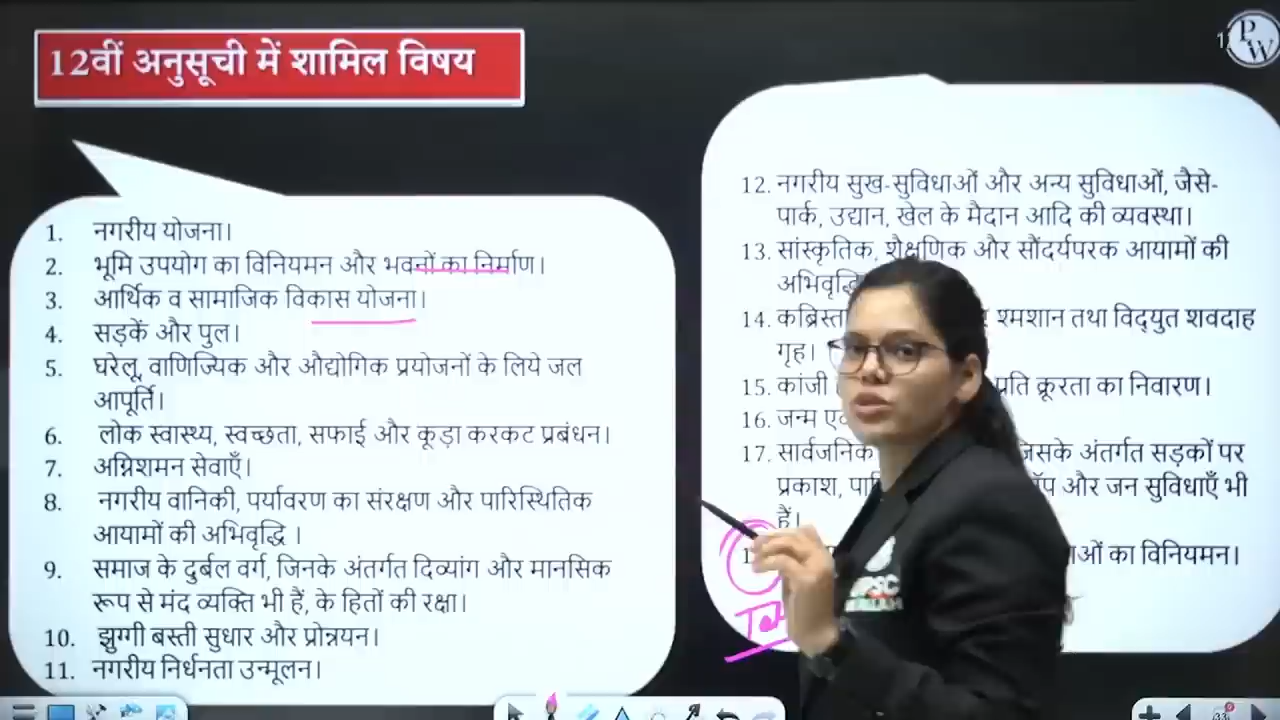 12वीं अनुसूची में शामिल विषय
PW
1. नगरीय योजना।
2. भूमि उपयोग का विनियमन और भवनों का निर्माण।
3. आर्थिक व सामाजिक विकास योजना।
4. सड़कें और पुल।
5. घरेलू, वाणिज्यिक और औद्योगिक प्रयोजनों के लिये जल
आपूर्ति।
6. लोक स्वास्थ्य, स्वच्छता, सफाई और कूड़ा करकट प्रबंधन।
7. अग्निशमन सेवाएँ।
8. नगरीय वानिकी, पर्यावरण का संरक्षण और पारिस्थितिक
आयामों की अभिवृद्धि ।
9. समाज के दुर्बल वर्ग, जिनके अंतर्गत दिव्यांग और मानसिक
रूप से मंद व्यक्ति भी हैं, के हितों की रक्षा।
10. झुग्गी बस्ती सुधार और प्रोन्नयन।
11. नगरीय निर्धनता उन्मूलन।
12. नगरीय सुख-सुविधाओं और अन्य सुविधाओं, जैसे-
पार्क, उद्यान, खेल के मैदान आदि की व्यवस्था।
13. सांस्कृतिक, शैक्षणिक और सौंदर्यपरक आयामों की
14. श्मशान तथा विद्युत शवदाह
गृह।
15. कांजी प्रति क्रूरता का निवारण।
16. जन्म
17. सार्वजनिक जिसके अंतर्गत सड़कों पर
प्रकाश, और जन सुविधाएँ भी
हैं।
का विनियमन।